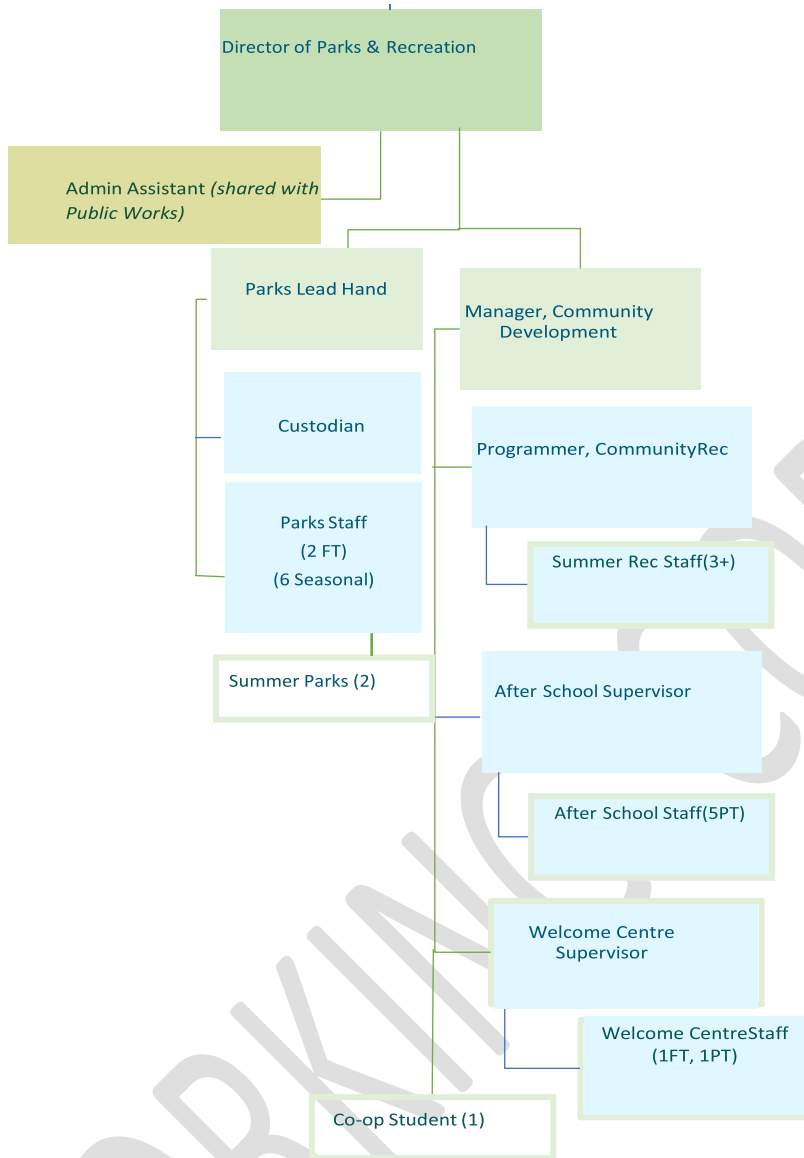 Director of Parks & Recreation
Admin Assistant (shared with
Public Works)
Parks Lead Hand
Manager, Community
Development
Custodian
Programmer, CommunityRec
Parks Staff
(2 FT)
(6 Seasonal)
Summer Rec Staff(3+)
Summer Parks (2)
After School Supervisor
After School Staff(5PT)
Welcome Centre
Supervisor
Welcome CentreStaff
(1FT, 1PT)
Co-op Student (1)